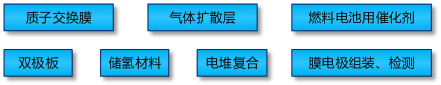 质子交换膜
气体扩散层
燃料电池用催化剂
双极板
储氢材料
电堆复合
膜电极组装、检测